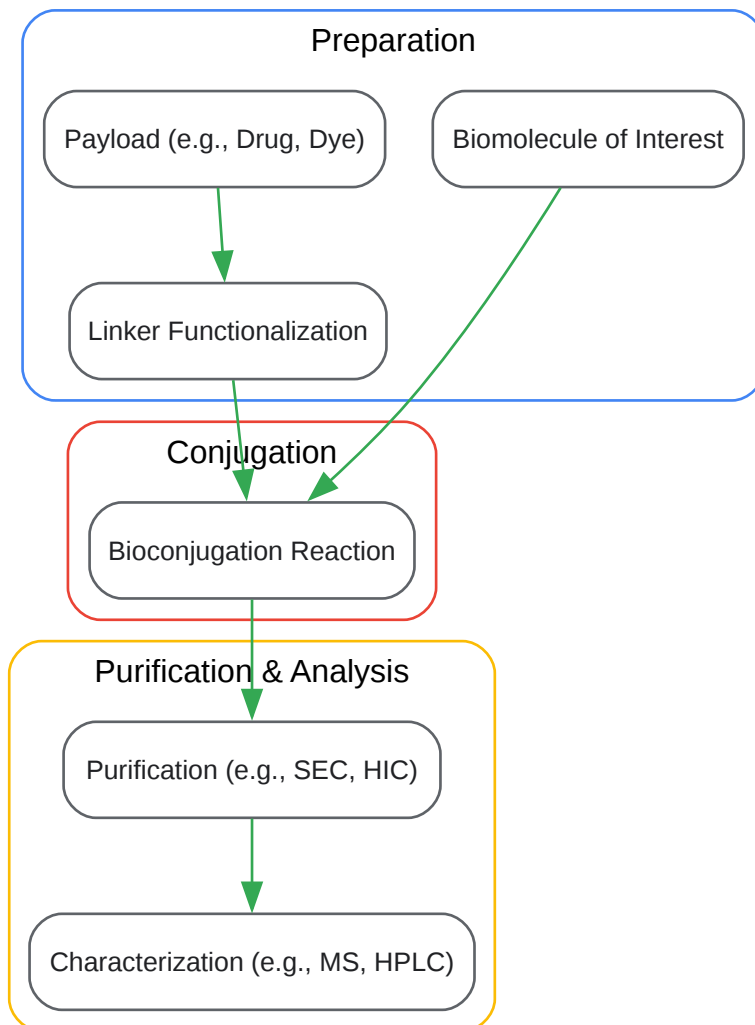 Preparation
Payload (e.g., Drug, Dye)
Biomolecule of Interest
Linker Functionalization
Conjugation
Bioconjugation Reaction
Purification & Analysis
Purification (e.g., SEC, HIC)
Characterization (e.g., MS, HPLC)